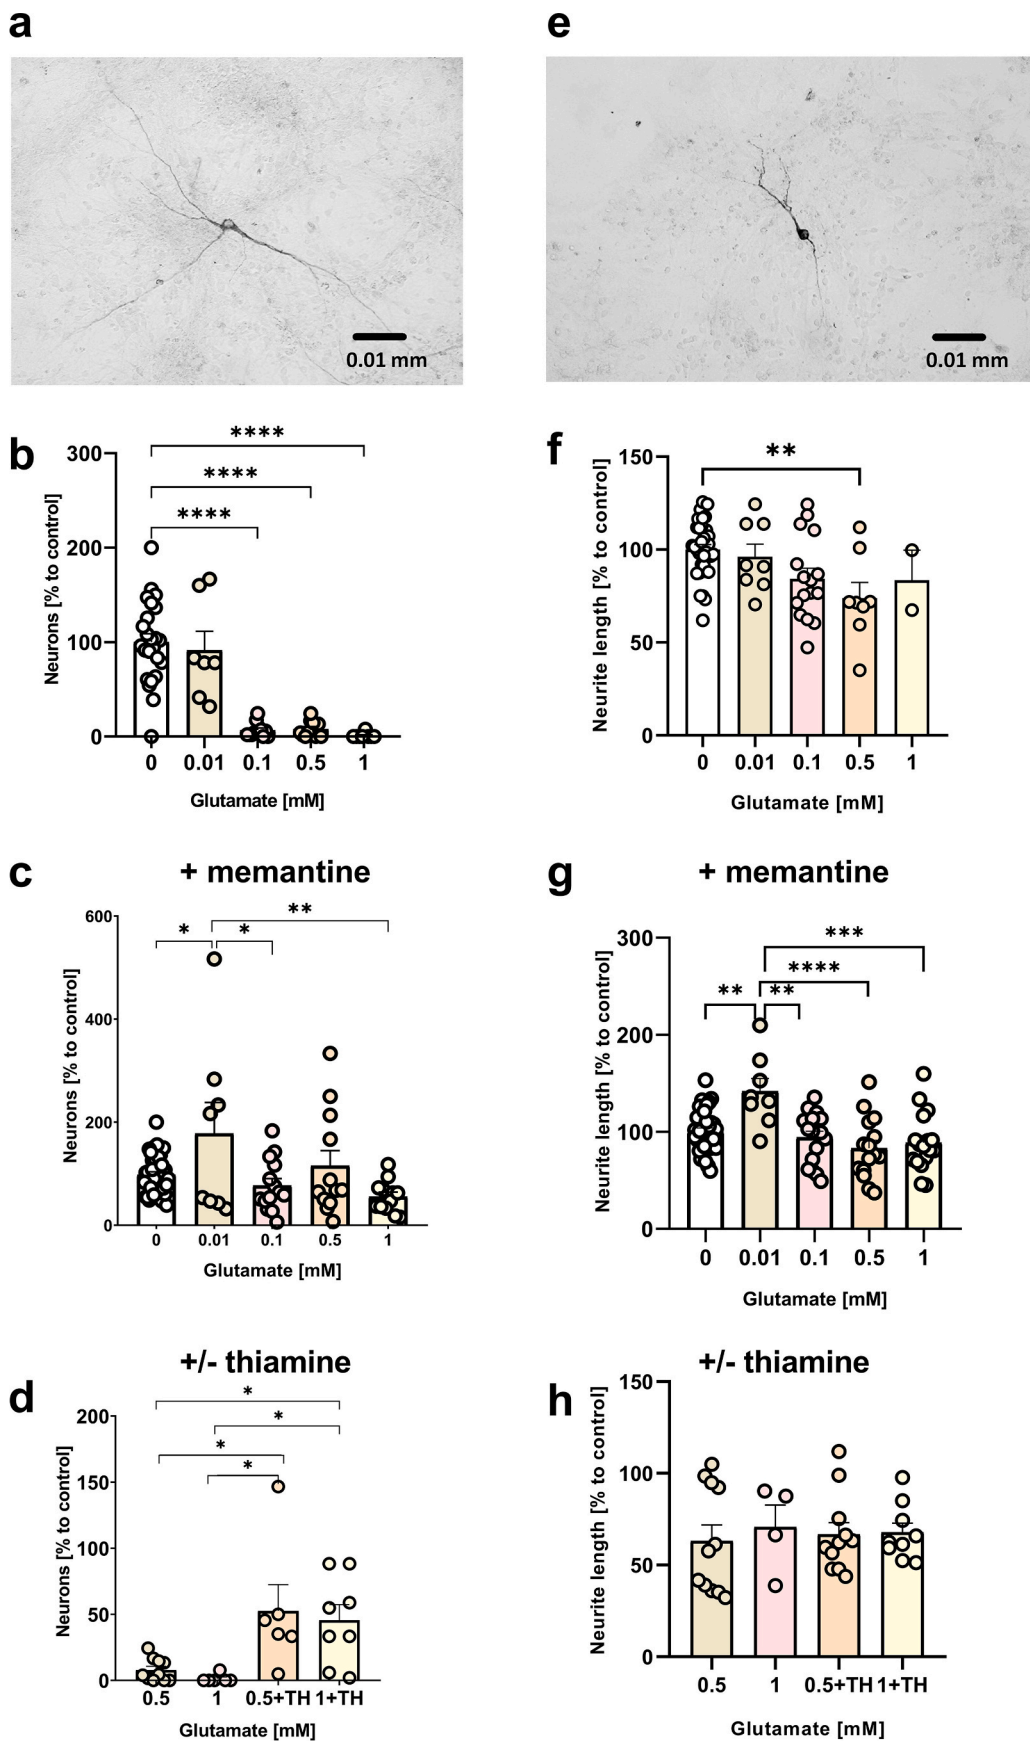 a
0.01 mm
e
0.01 mm
b
Neurons [% to control]
300
200
100
0
****
****
****
0 0.01 0.1 0.5 1
Glutamate [mM]
f
Neurite length [% to control]
150
100
50
0
**
0 0.01 0.1 0.5 1
Glutamate [mM]
c
+ memantine
Neurons [% to control]
600
400
200
0
**
* *
0 0.01 0.1 0.5 1
Glutamate [mM]
g
+ memantine
Neurite length [% to control]
300
200
100
0
***
****
** **
0 0.01 0.1 0.5 1
Glutamate [mM]
d
+/- thiamine
Neurons [% to control]
200
150
100
50
0
*
*
*
*
0.5 1 0.5+TH 1+TH
Glutamate [mM]
h
+/- thiamine
Neurite length [% to control]
150
100
50
0
0.5 1 0.5+TH 1+TH
Glutamate [mM]